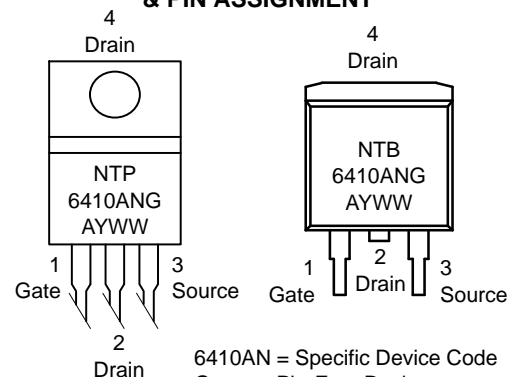 & PIN ASSIGNMENT
4
Drain
NTP
6410ANG
AYWW
1
Gate
3
Source
2
Drain
4
Drain
NTB
6410ANG
AYWW
1
Gate
2
Drain
3
Source
6410AN = Specific Device Code